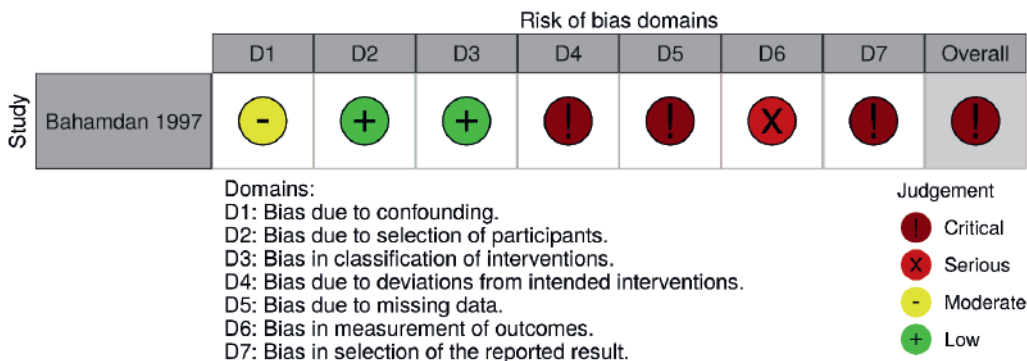 Risk of bias domains
D1 D2 D3 D4 D5 D6 D7 Overall
Study
Bahamdan 1997 - + + ! ! X ! !
Domains:
D1: Bias due to confounding.
D2: Bias due to selection of participants.
D3: Bias in classification of interventions.
D4: Bias due to deviations from intended interventions.
D5: Bias due to missing data.
D6: Bias in measurement of outcomes.
D7: Bias in selection of the reported result.
Judgement
! Critical
X Serious
- Moderate
+ Low